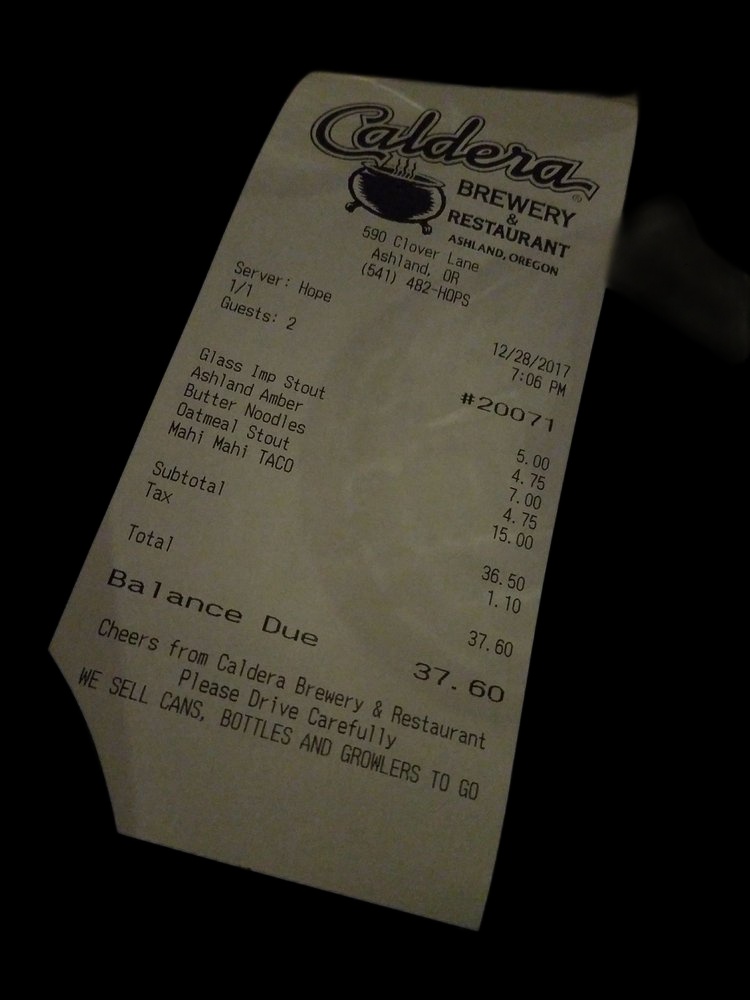 Caldera®
BREWERY
&
RESTAURANT
ASHLAND, OREGON
590 Clover Lane
Ashland, OR
(541) 482-HOPS
Server: Hope 12/28/2017
1/1 7:06 PM
Guests: 2
#20071
Glass Imp Stout 5.00
Ashland Amber 4.75
Butter Noodles 7.00
Oatmeal Stout 4.75
Mahi Mahi TACO 15.00
Subtotal 36.50
Tax 1.10
Total 37.60
Balance Due 37.60
Cheers from Caldera Brewery & Restaurant
Please Drive Carefully
WE SELL CANS, BOTTLES AND GROWLERS TO GO